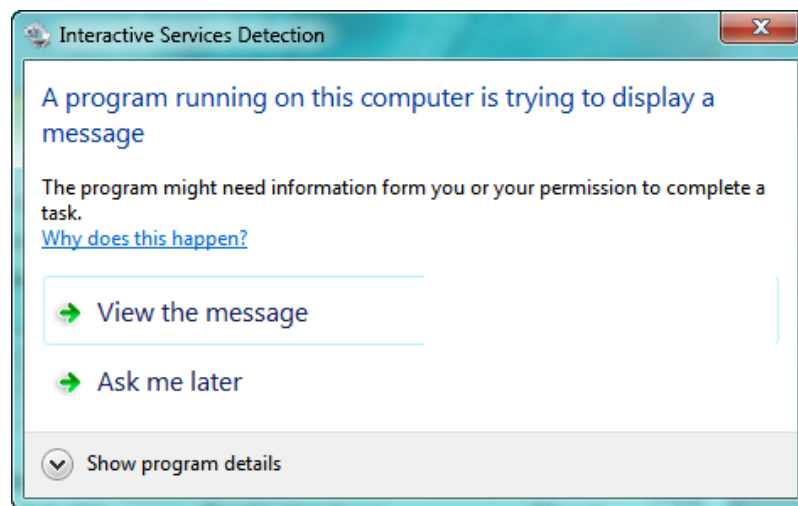 Interactive Services Detection
A program running on this computer is trying to display a
message
The program might need information form you or your permission to complete a
task.
Why does this happen?
View the message
Ask me later
Show program details